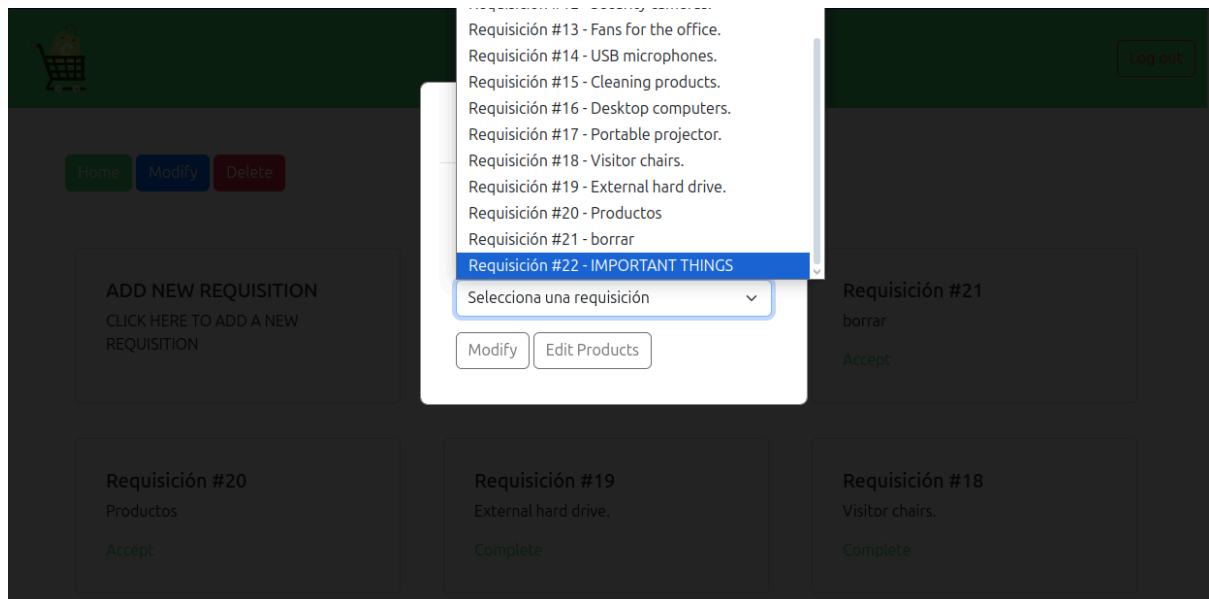 Requisición #12 - Security cameras.
Requisición #13 - Fans for the office.
Requisición #14 - USB microphones.
Requisición #15 - Cleaning products.
Requisición #16 - Desktop computers.
Requisición #17 - Portable projector.
Requisición #18 - Visitor chairs.
Requisición #19 - External hard drive.
Requisición #20 - Productos
Requisición #21 - borrar
Requisición #22 - IMPORTANT THINGS
Log out
Home Modify Delete
Selecciona una requisición
Modify Edit Products
ADD NEW REQUISITION
CLICK HERE TO ADD A NEW
REQUISITION
Requisición #21
borrar
Accept
Requisición #20
Productos
Accept
Requisición #19
External hard drive.
Complete
Requisición #18
Visitor chairs.
Complete